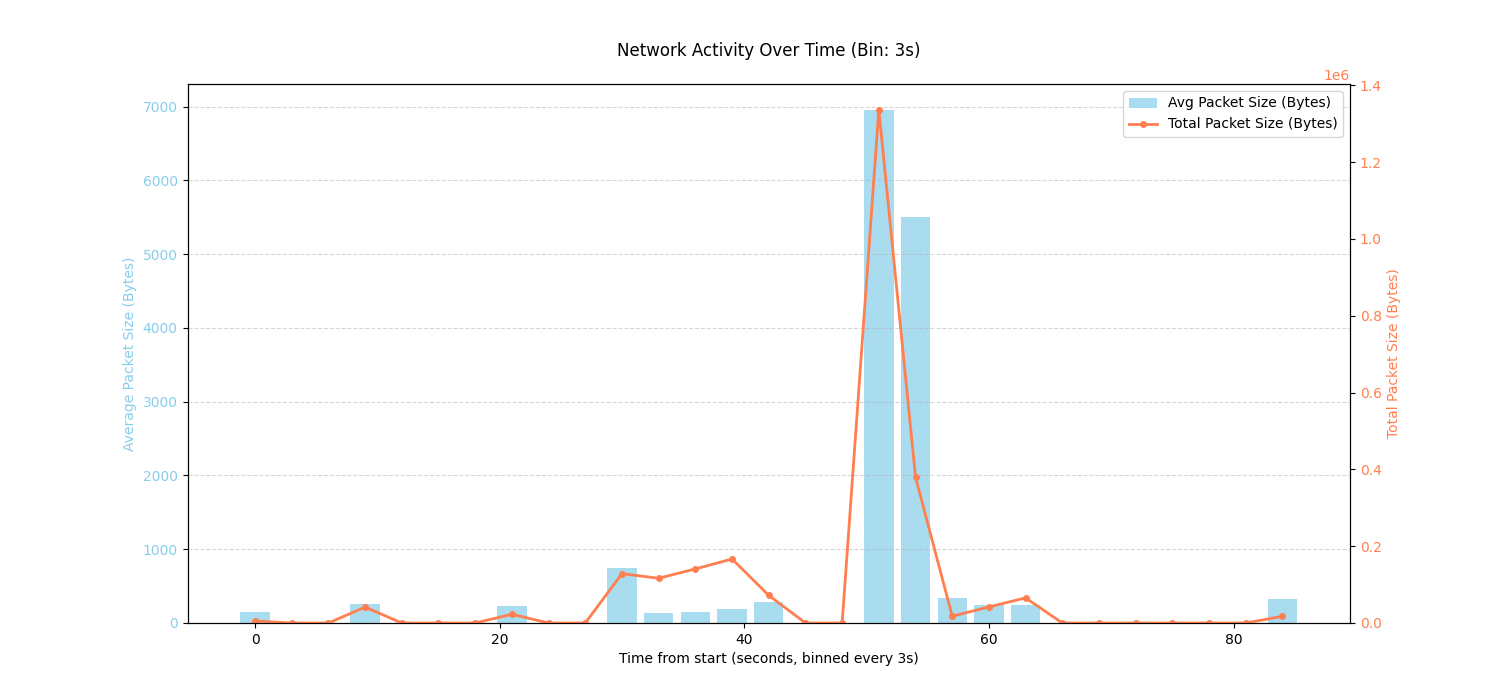 Network Activity Over Time (Bin: 3s)
1e6
Avg Packet Size (Bytes)
Total Packet Size (Bytes)
Average Packet Size (Bytes)
7000
6000
5000
4000
3000
2000
1000
0
1.4
1.2
1.0
0.8
0.6
0.4
0.2
0.0
Total Packet Size (Bytes)
0 20 40 60 80
Time from start (seconds, binned every 3s)